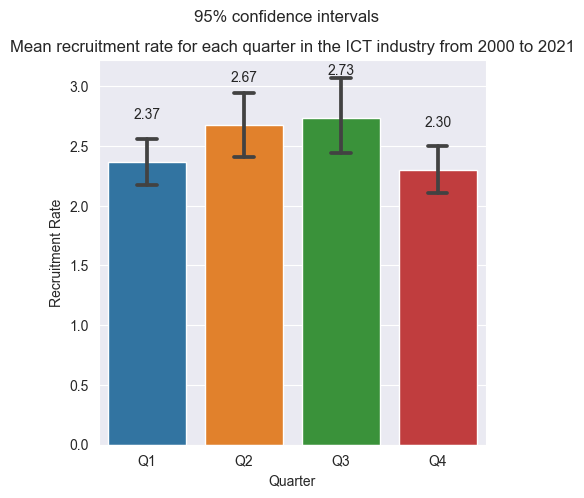 95% confidence intervals
Mean recruitment rate for each quarter in the ICT industry from 2000 to 2021
3.0
2.5
2.0
1.5
1.0
0.5
0.0
Recruitment Rate
2.37
2.67
2.73
2.30
Q1
Q2
Q3
Q4
Quarter